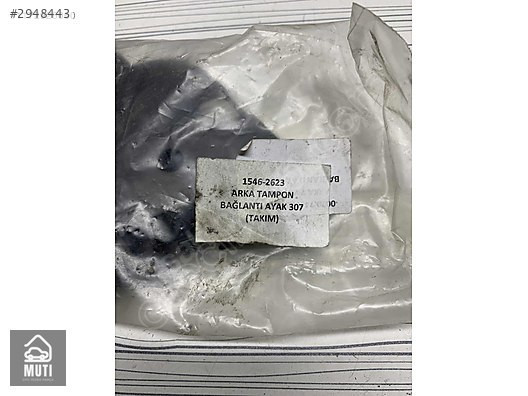 #2948443
1546-2623
ARKA TAMPON
BAĞLANTI AYAK 307
(TAKIM)
MUTI